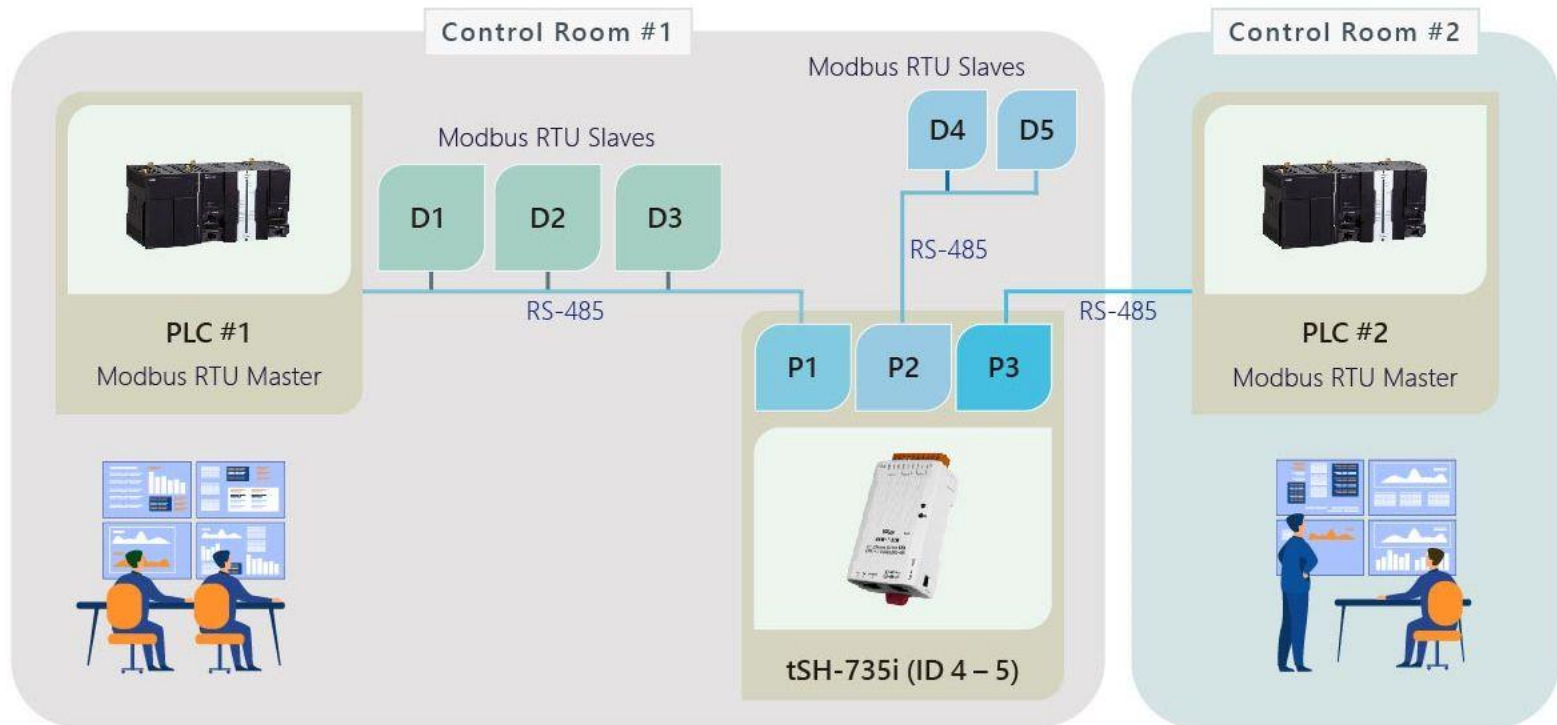 Control Room #1
Control Room #2
Modbus RTU Slaves
D4
D5
Modbus RTU Slaves
D1
D2
D3
RS-485
RS-485
RS-485
PLC #1
Modbus RTU Master
P1
P2
P3
PLC #2
Modbus RTU Master
tSH-735i (ID 4 – 5)